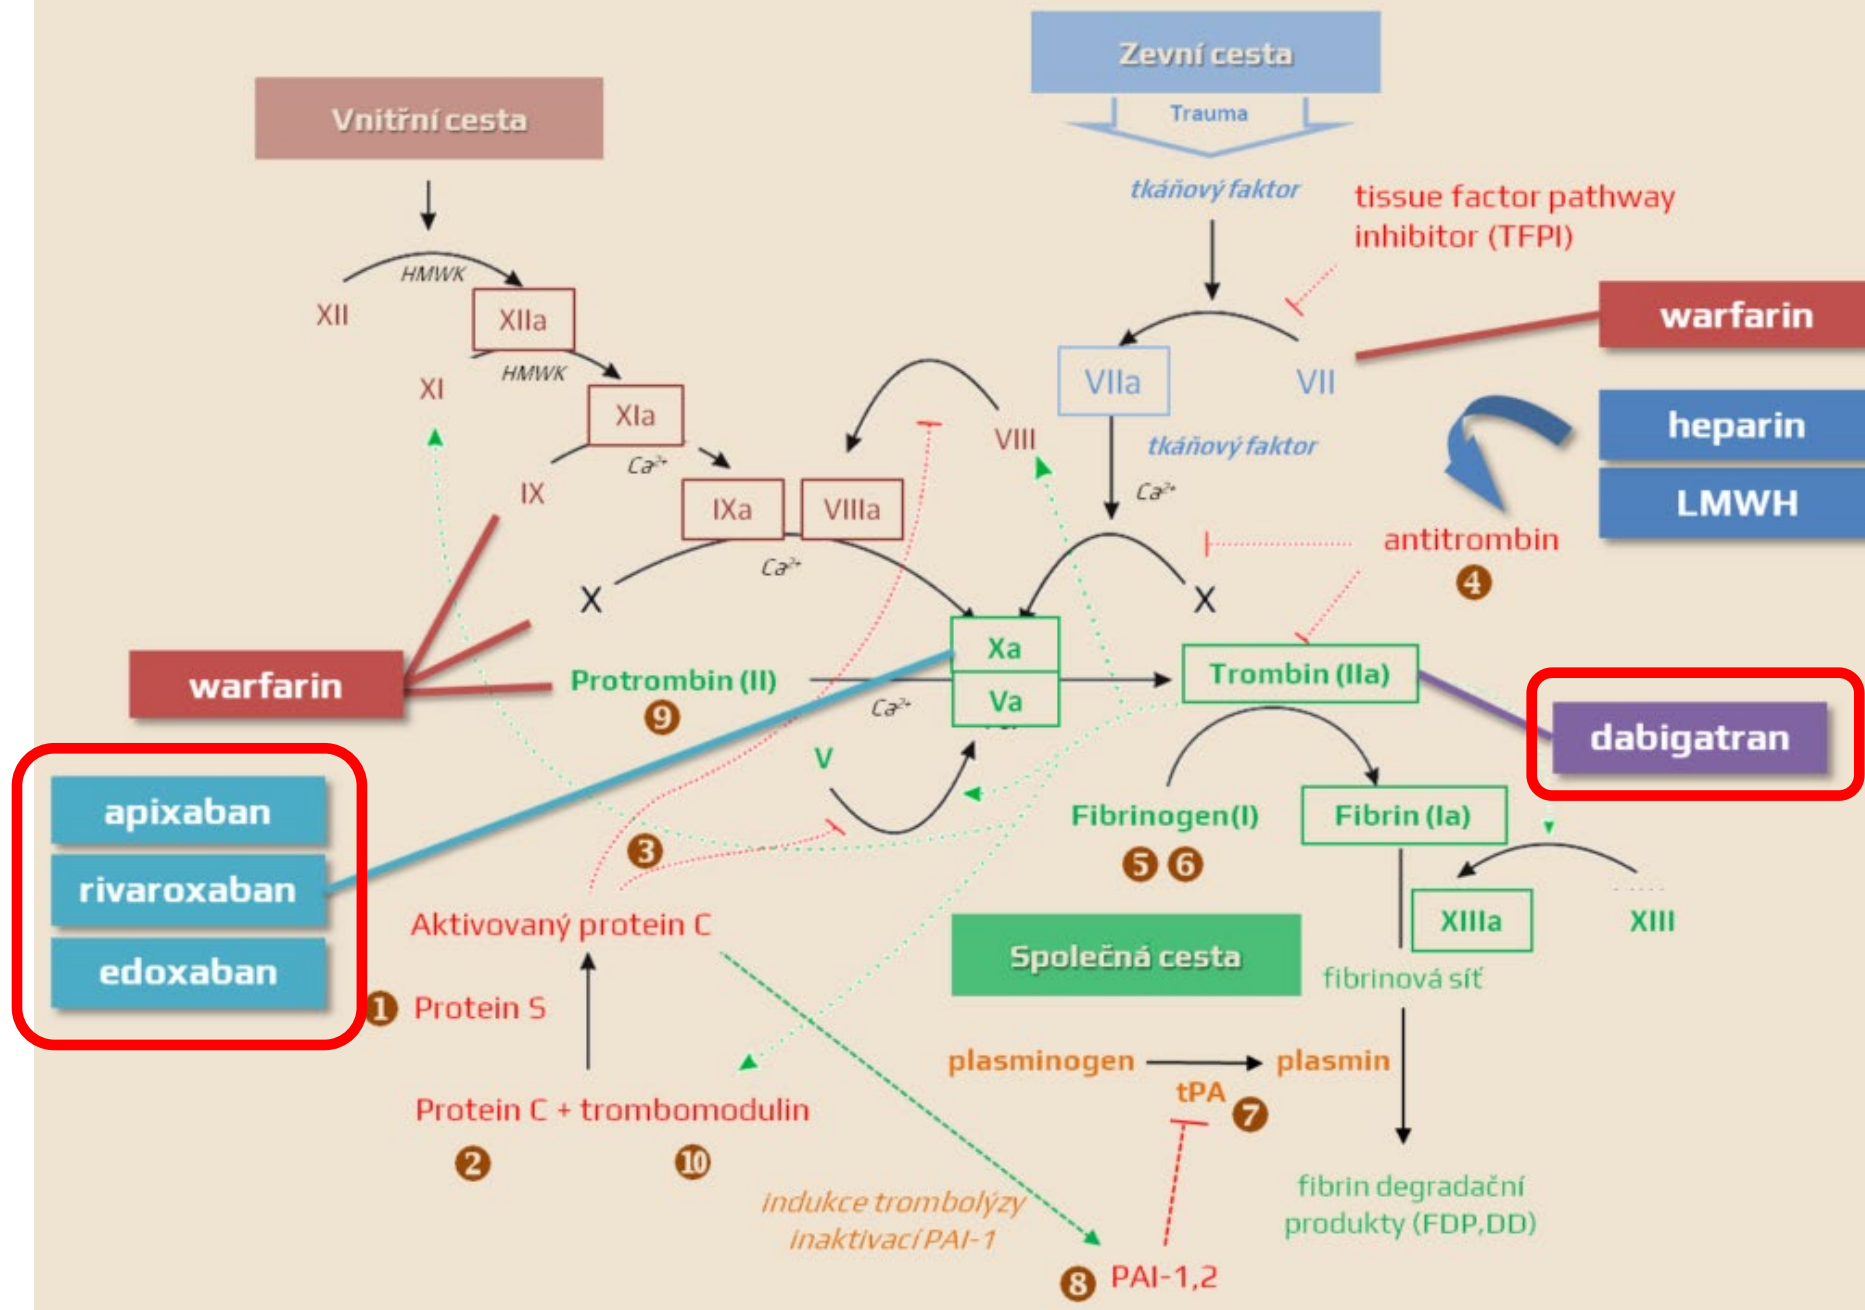 Zevní cesta
Trauma
Vnitřní cesta
tkáňový faktor
tissue factor pathway
inhibitor (TFPI)
HMWK
XII
XIIa
warfarin
HMWK
XI
XIa
VIIa
VII
heparin
VIII
tkáňový faktor
Ca²⁺
IX
IXa
VIIIa
Ca²⁺
LMWH
antitrombin
4
Ca²⁺
X
X
Xa
Trombin (IIa)
warfarin
Protrombin (II)
9
Ca²⁺
Va
dabigatran
V
apixaban
Fibrinogen(I)
Fibrin (Ia)
3
5 6
rivaroxaban
Aktivovaný protein C
XIIIa
XIII
edoxaban
Společná cesta
fibrinová síť
1 Protein S
plasminogen
plasmin
tPA
7
Protein C + trombomodulin
2
10
indukce trombolýzy
inaktivací PAI-1
fibrin degradační
produkty (FDP,DD)
8 PAI-1,2